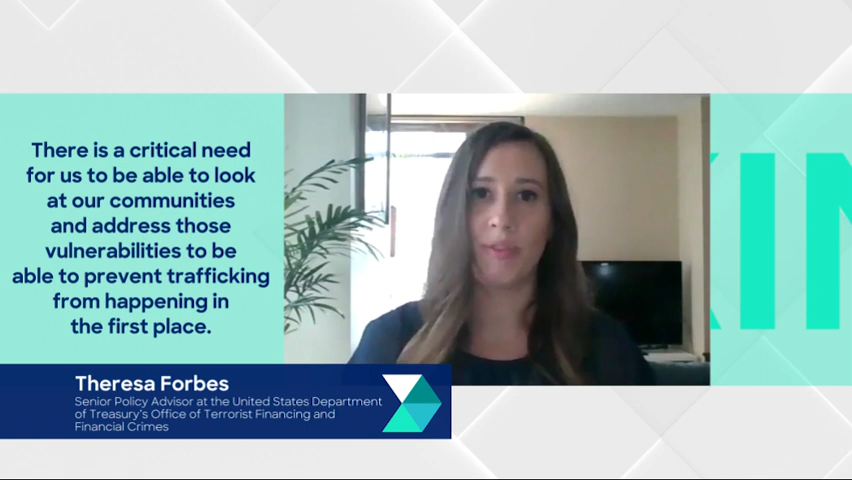 There is a critical need
for us to be able to look
at our communities
and address those
vulnerabilities to be
able to prevent trafficking
from happening in
the first place.
Theresa Forbes
Senior Policy Advisor at the United States Department
of Treasury's Office of Terrorist Financing and
Financial Crimes